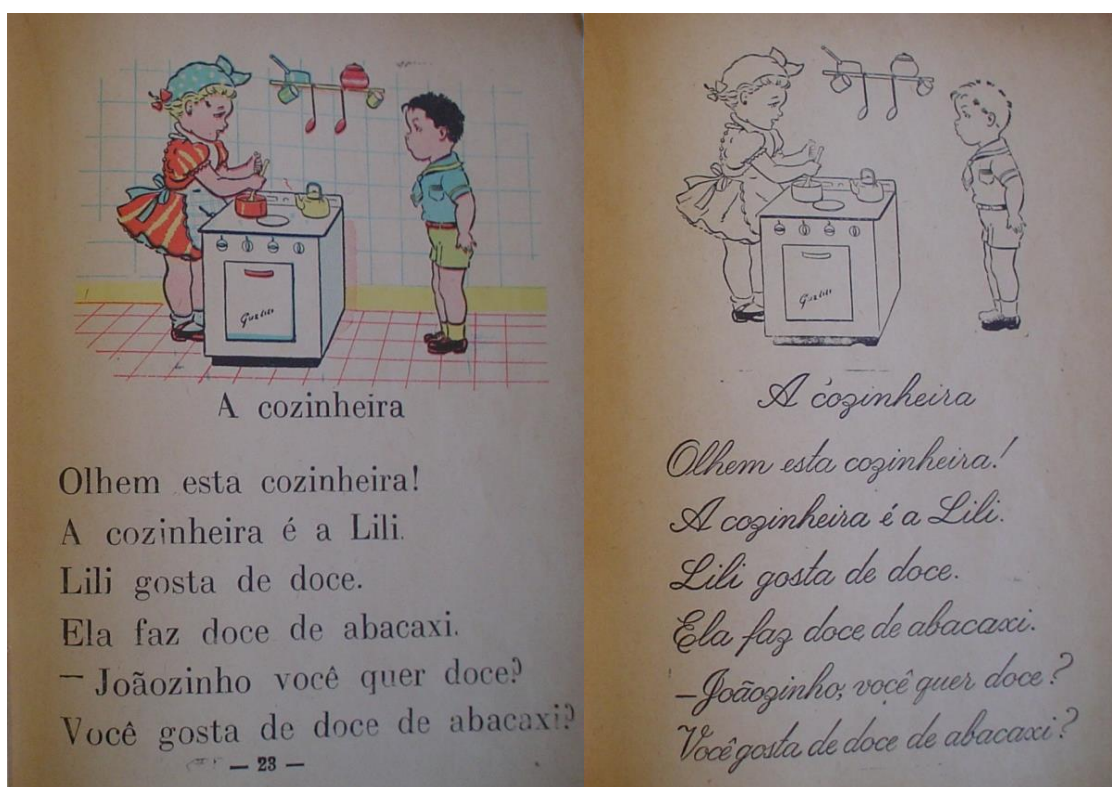 A cozinheira
Olhem esta cozinheira!
A cozinheira é a Lili.
Lili gosta de doce.
Ela faz doce de abacaxi.
— Joãozinho você quer doce?
Você gosta de doce de abacaxi?
— 23 —
A cozinheira
Olhem esta cozinheira!
A cozinheira é a Lili.
Lili gosta de doce.
Ela faz doce de abacaxi.
— Joãozinho, você quer doce?
Você gosta de doce de abacaxi?